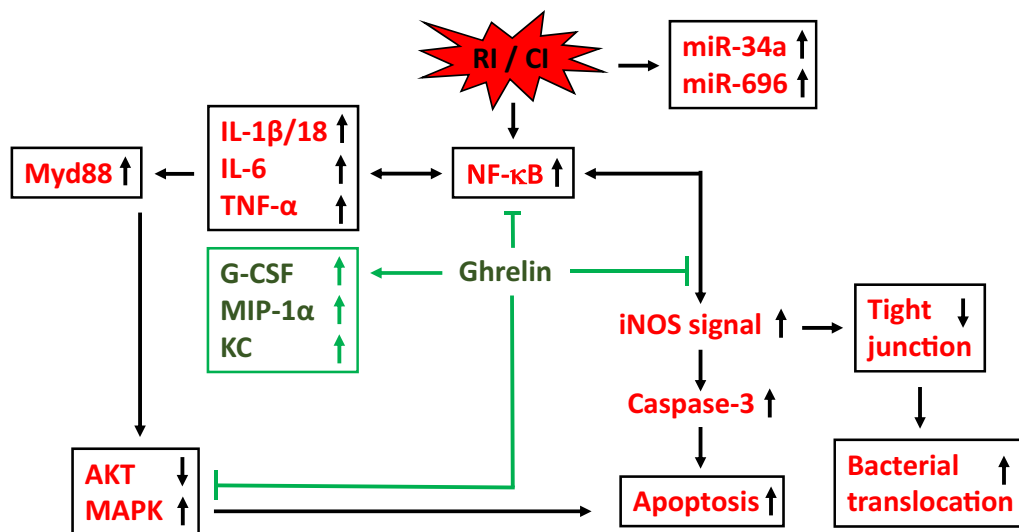 RI / CI
miR-34a
miR-696
IL-1β/18
IL-6
TNF-α
Myd88
NF-κB
G-CSF
MIP-1α
KC
Ghrelin
iNOS signal
Tight
junction
Caspase-3
AKT
MAPK
Apoptosis
Bacterial
translocation